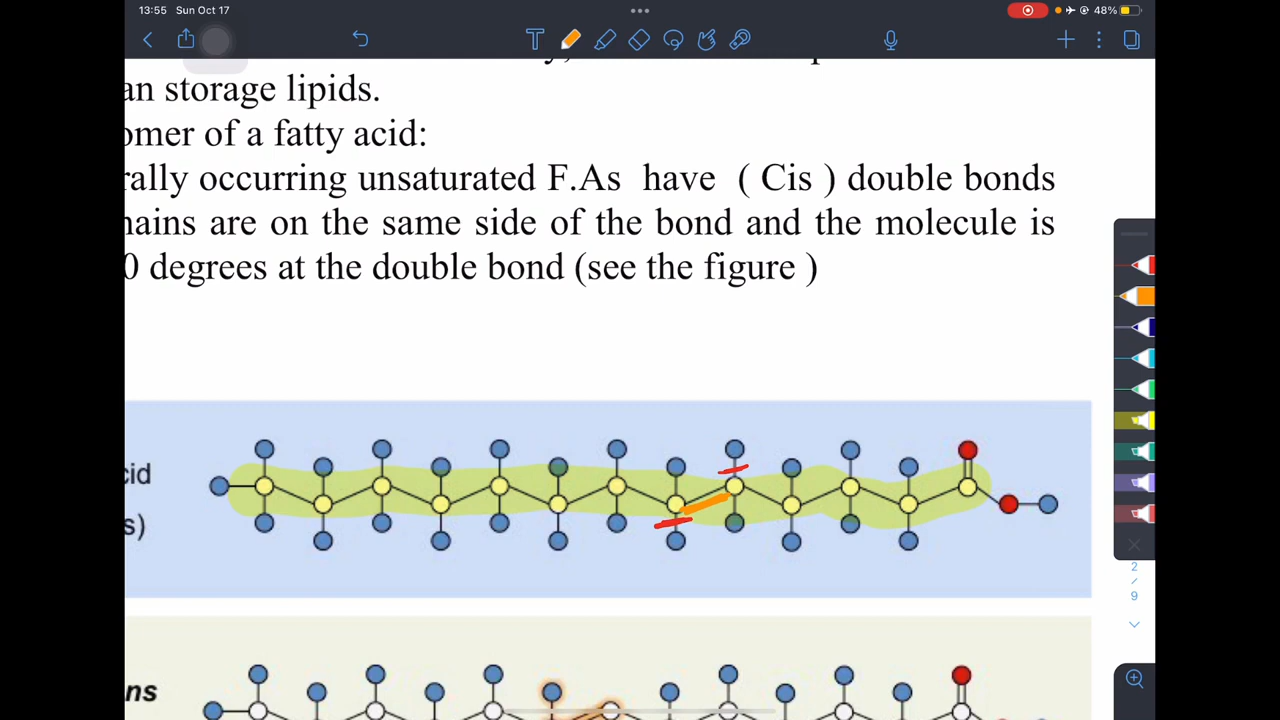 13:55 Sun Oct 17
48%
an storage lipids.
omer of a fatty acid:
rally occurring unsaturated F.As have ( Cis ) double bonds
hains are on the same side of the bond and the molecule is
0 degrees at the double bond (see the figure )
cid
s)
ns
2
/
9